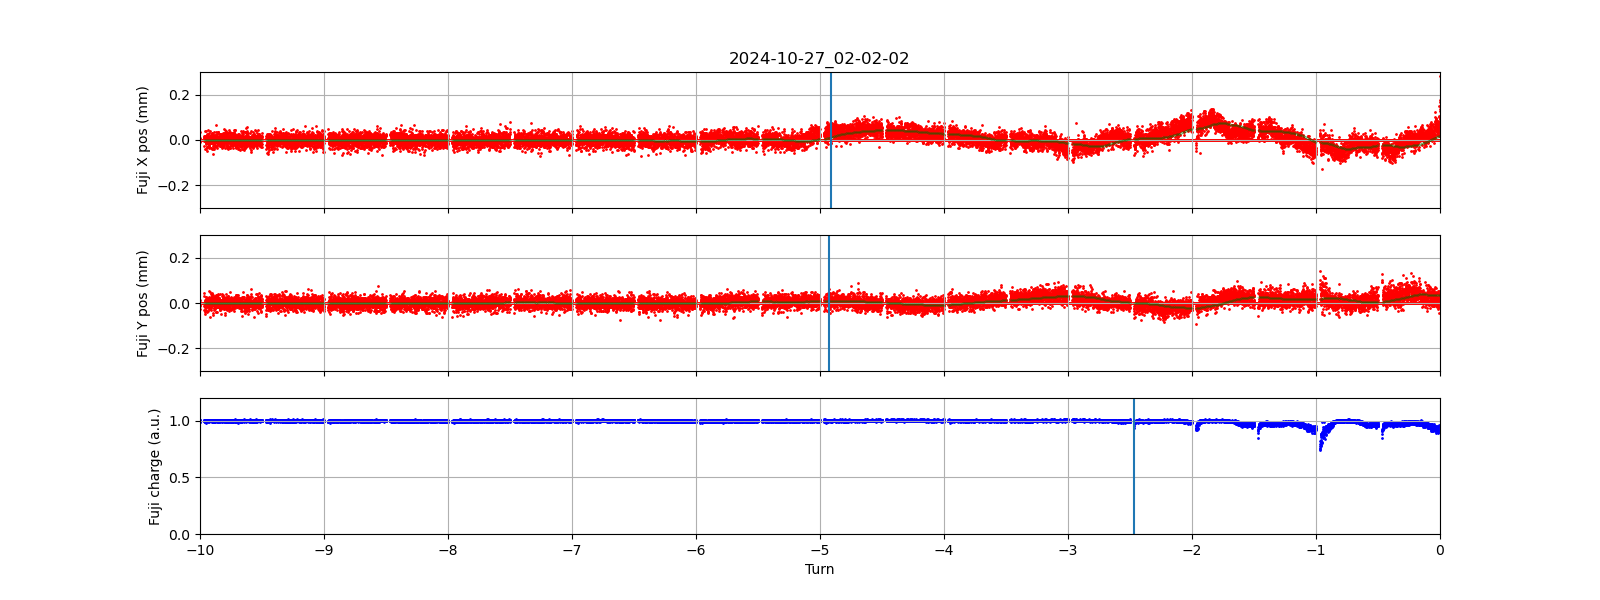 2024-10-27_02-02-02
Fuji X pos (mm)
0.2
0.0
−0.2
Fuji Y pos (mm)
0.2
0.0
−0.2
Fuji charge (a.u.)
1.0
0.5
0.0
−10 −9 −8 −7 −6 −5 −4 −3 −2 −1 0
Turn